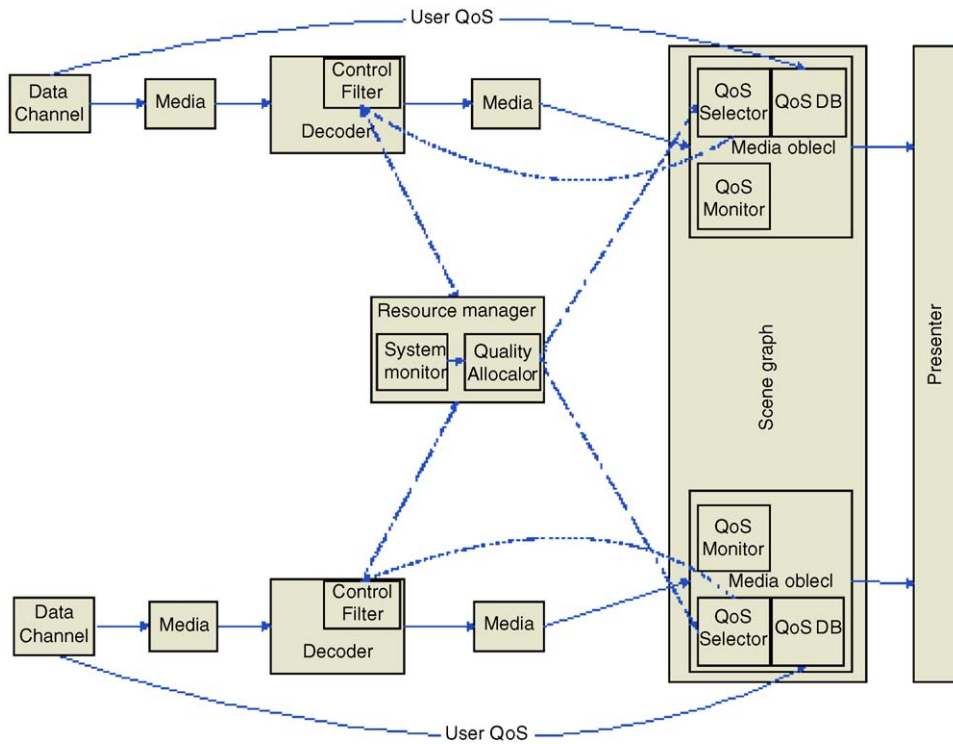 User QoS
Data
Channel
Media
Control
Filter
Decoder
Media
QoS
Selector
QoS DB
Media oblecl
QoS
Monitor
Resource manager
System
monitor
Quality
Allocalor
Scene graph
Presenter
QoS
Monitor
Media oblecl
QoS
Selector
QoS DB
Data
Channel
Media
Control
Filter
Decoder
Media
User QoS